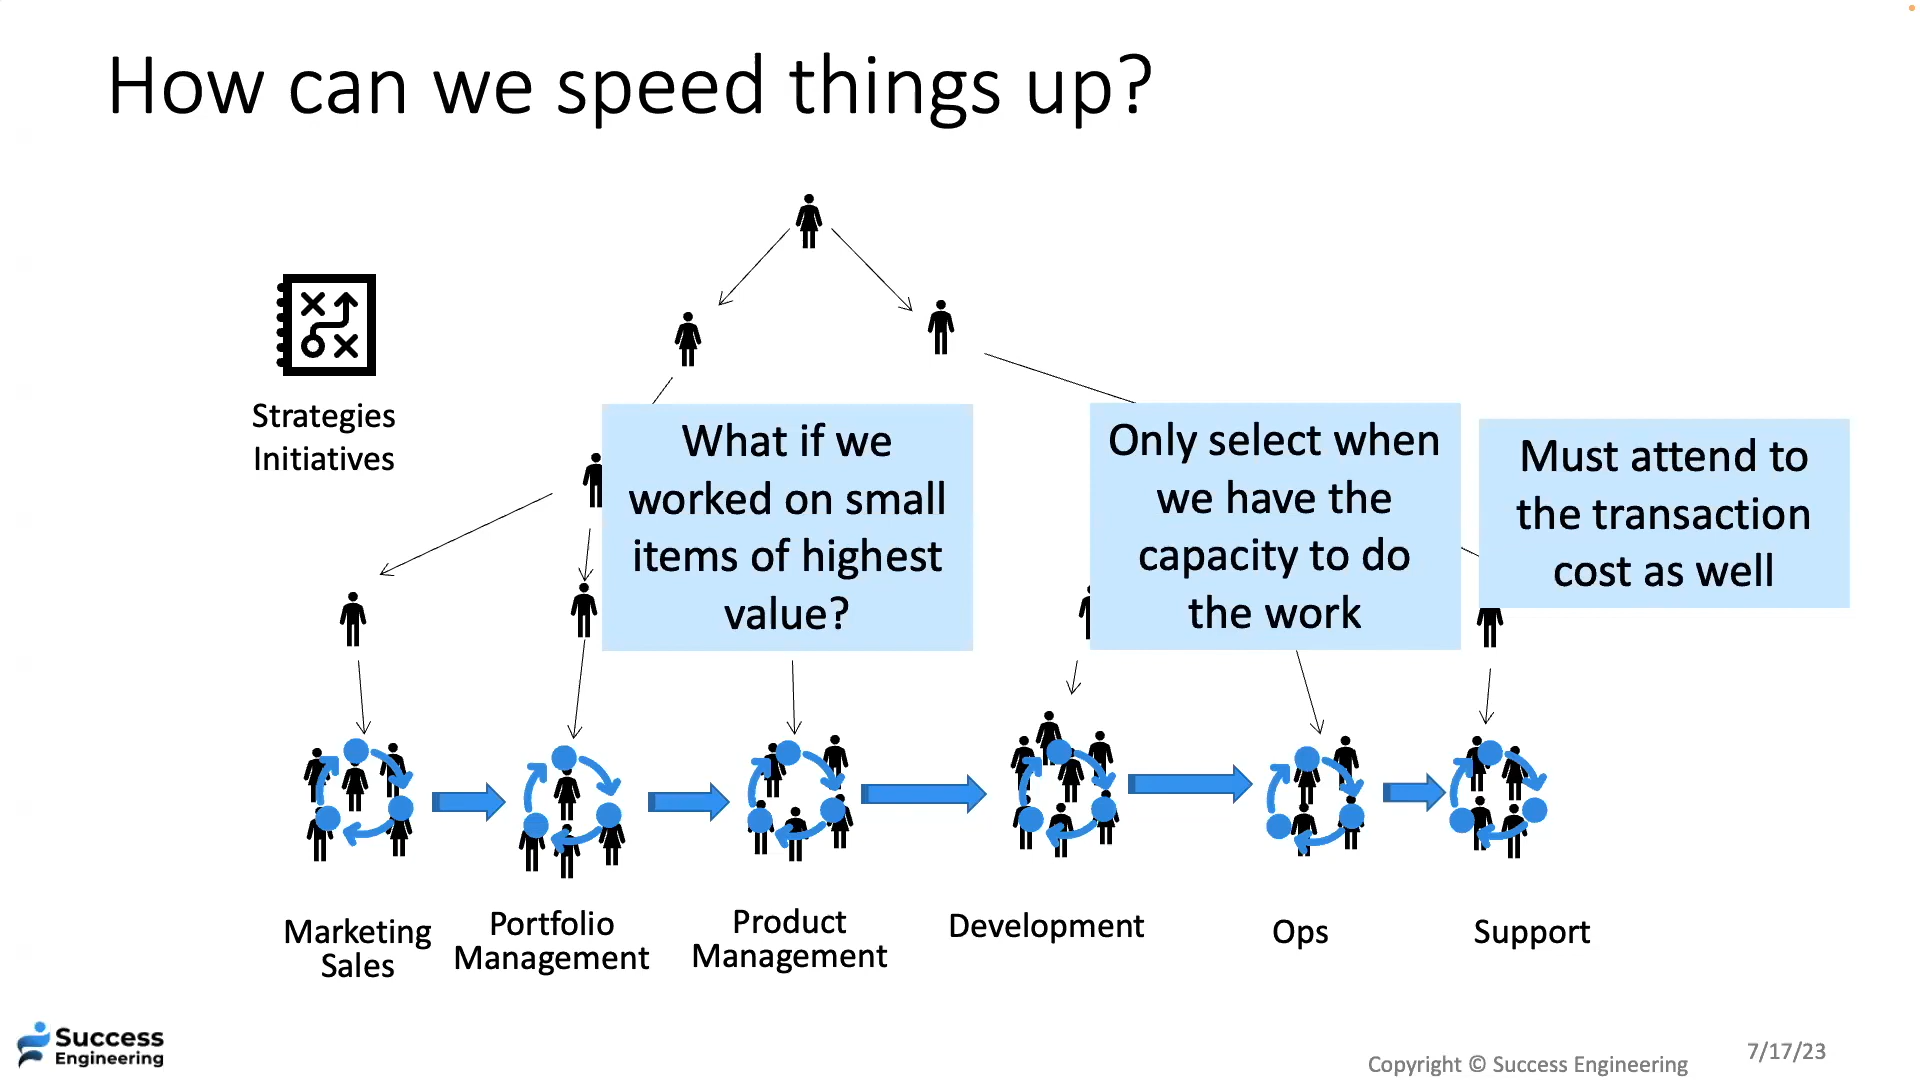 How can we speed things up?
Strategies
Initiatives
What if we
worked on small
items of highest
value?
Only select when
we have the
capacity to do
the work
Must attend to
the transaction
cost as well
Marketing
Sales
Portfolio
Management
Product
Management
Development
Ops
Support
Success
Engineering
Copyright © Success Engineering
7/17/23